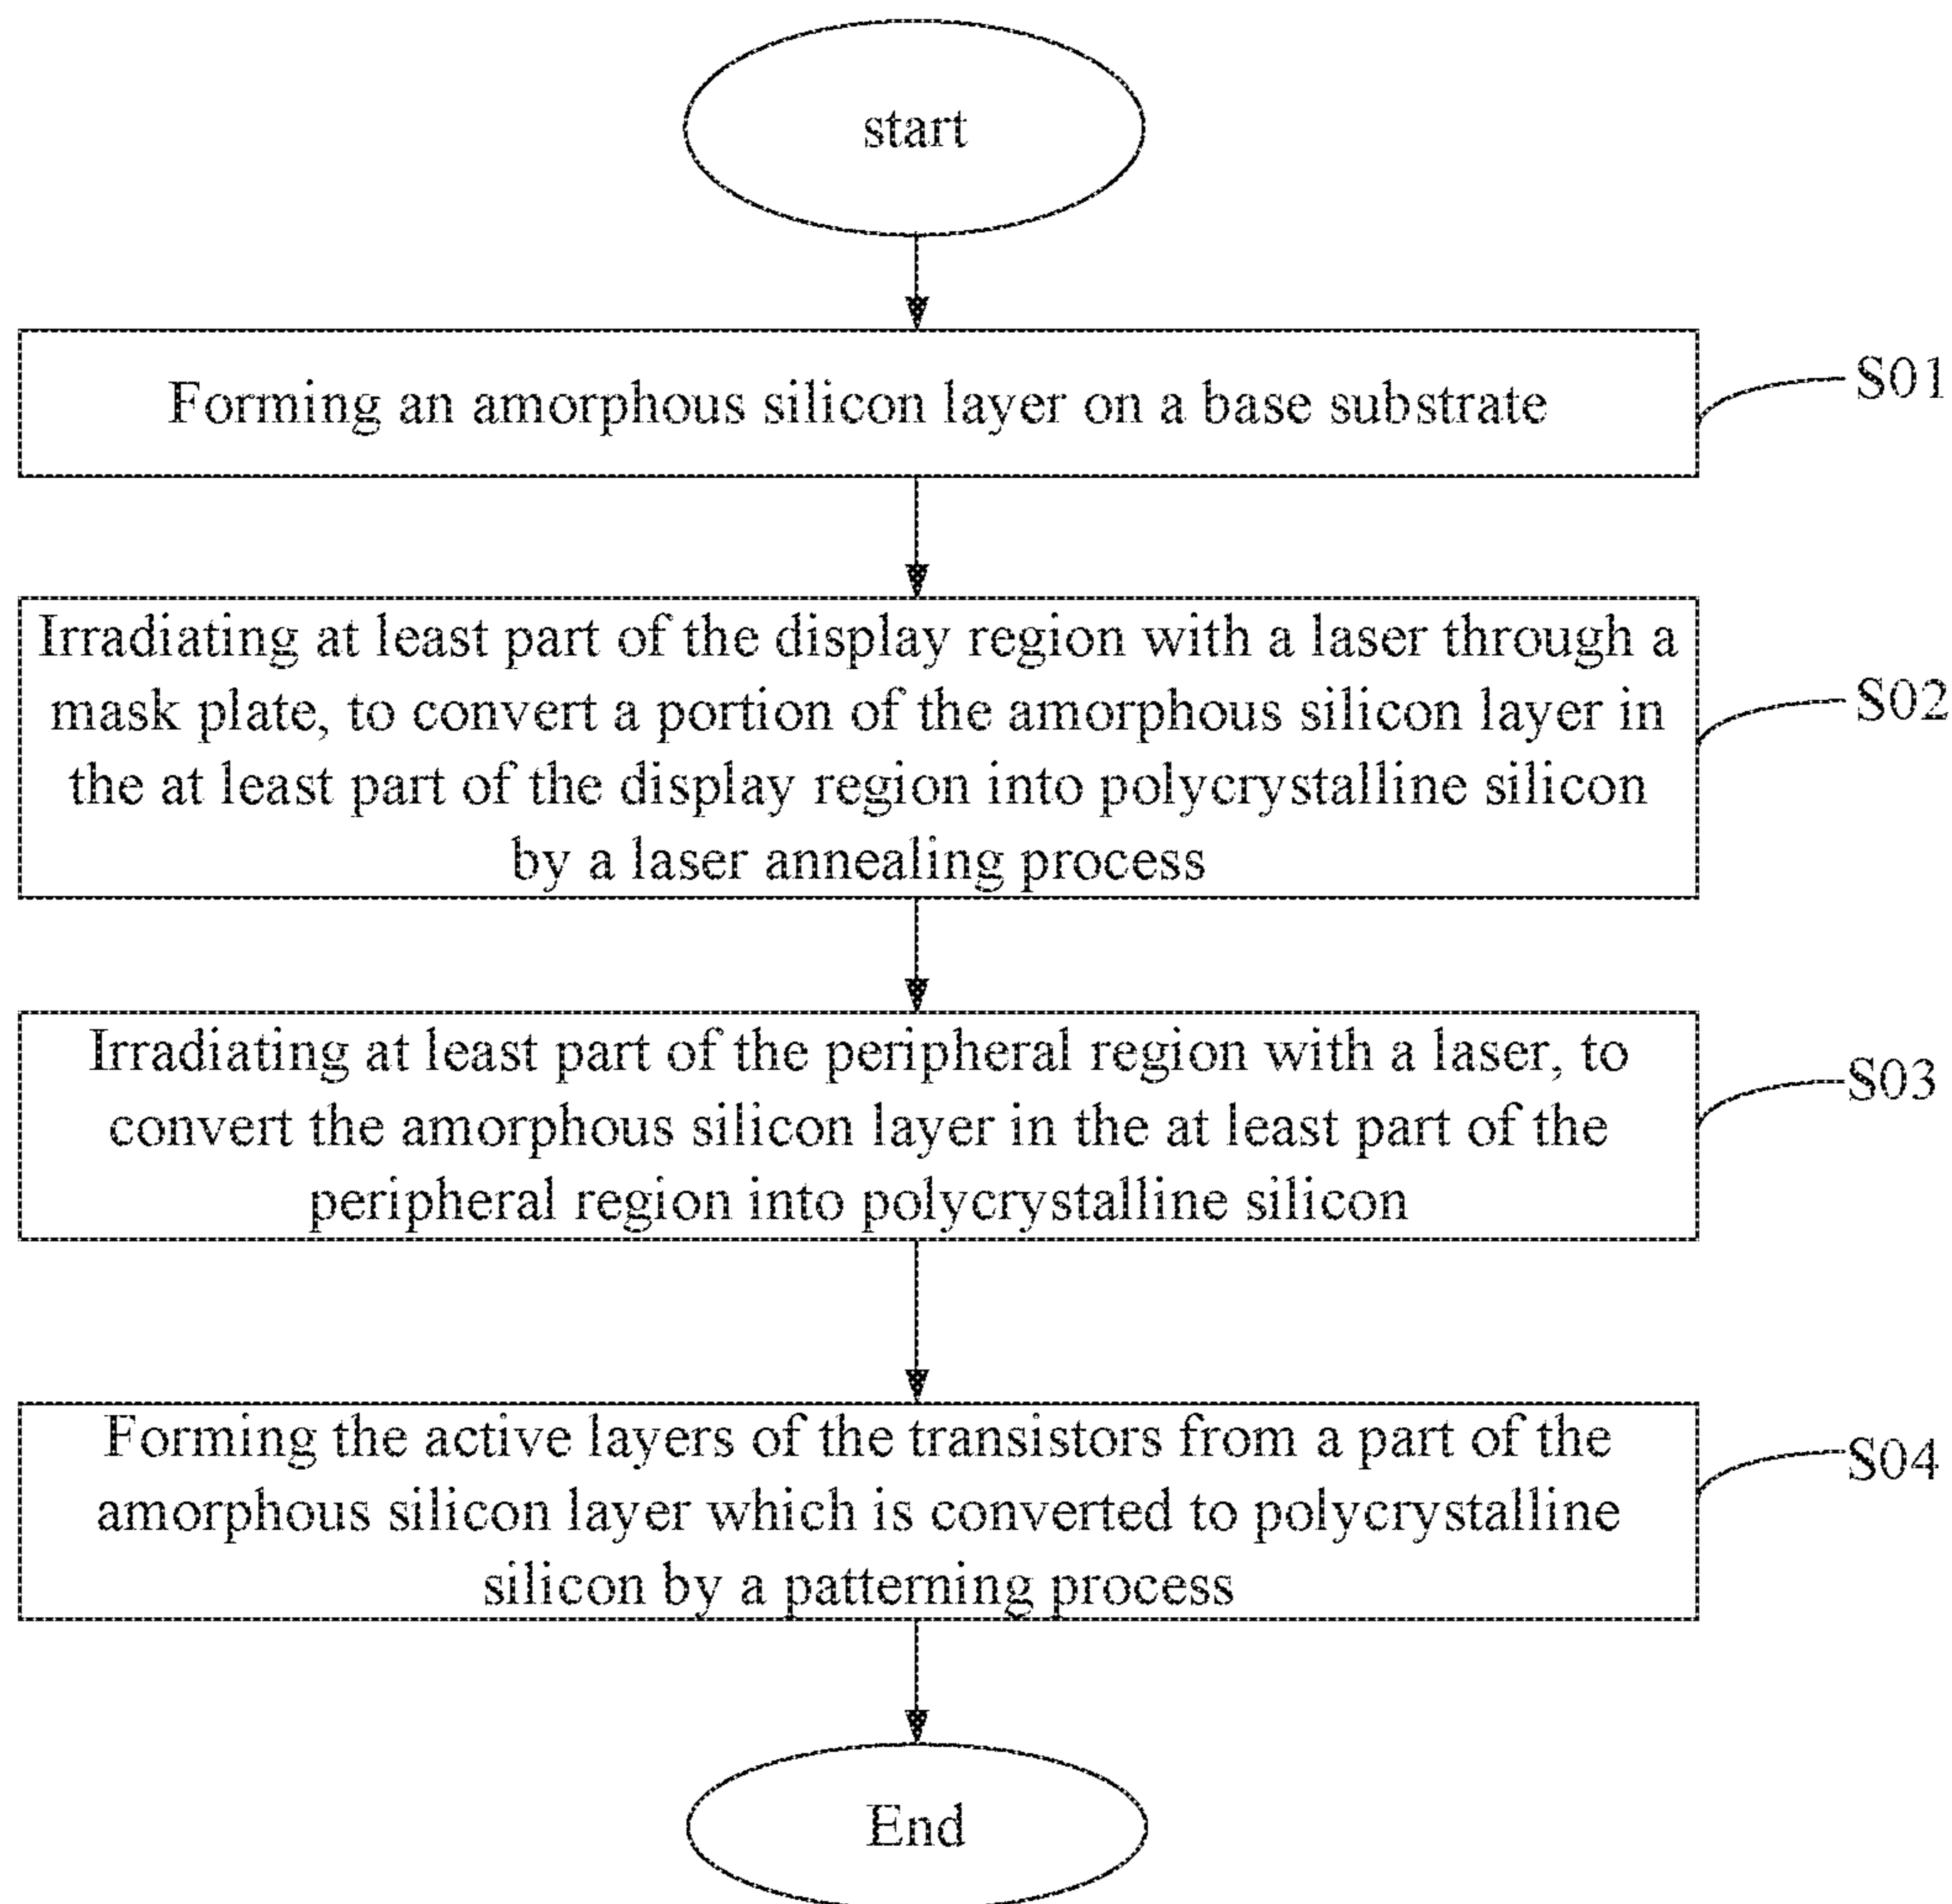 start
Forming an amorphous silicon layer on a base substrate
S01
Irradiating at least part of the display region with a laser through a
mask plate, to convert a portion of the amorphous silicon layer in
the at least part of the display region into polycrystalline silicon
by a laser annealing process
S02
Irradiating at least part of the peripheral region with a laser, to
convert the amorphous silicon layer in the at least part of the
peripheral region into polycrystalline silicon
S03
Forming the active layers of the transistors from a part of the
amorphous silicon layer which is converted to polycrystalline
silicon by a patterning process
S04
End